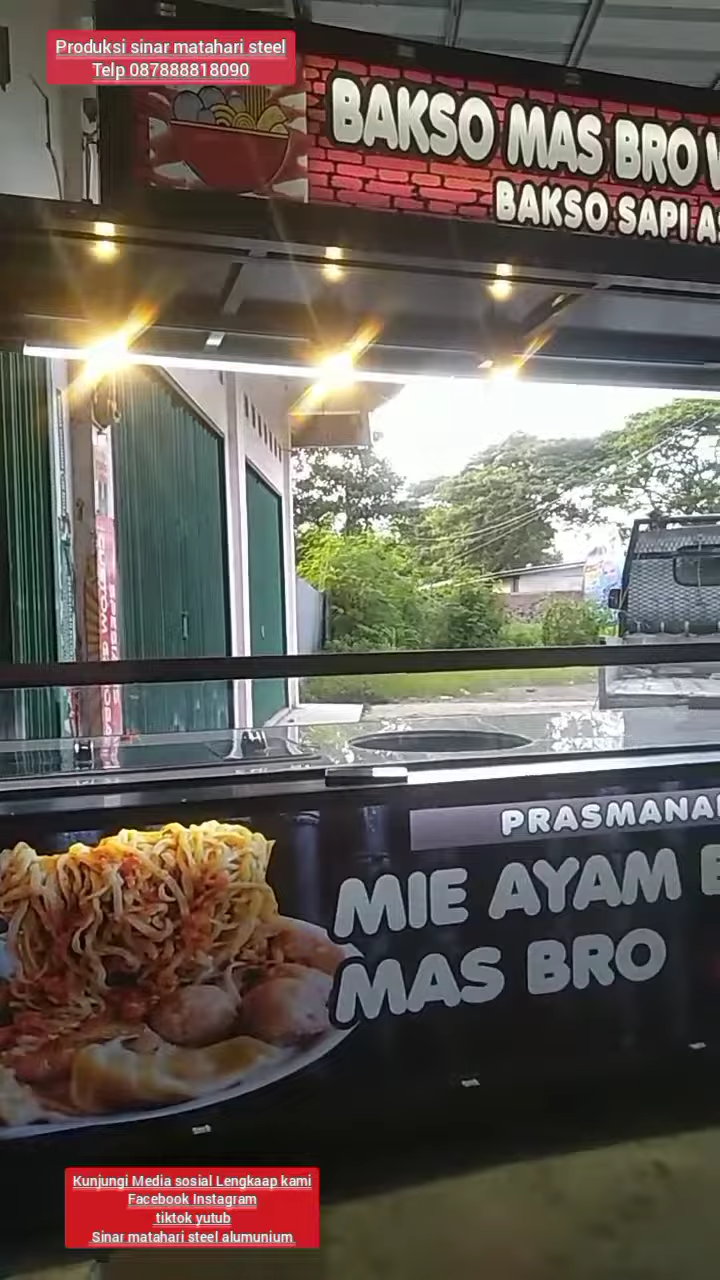 Produksi sinar matahari steel
Telp 087888818090
BAKSO MAS BRO
BAKSO SAPI
PRASMANA
MIE AYAM
MAS BRO
Kunjungi Media sosial Lengkaap kami
Facebook Instagram
tiktok yutub
Sinar matahari steel alumunium